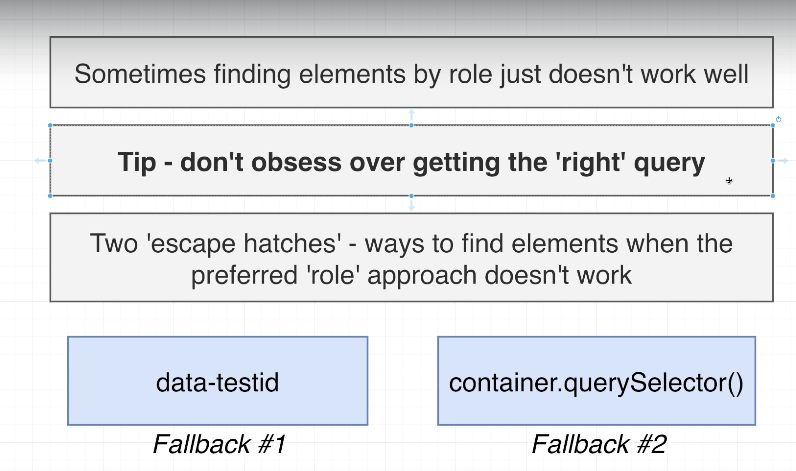 Sometimes finding elements by role just doesn't work well
Tip - don't obsess over getting the 'right' query
Two 'escape hatches' - ways to find elements when the
preferred 'role' approach doesn't work
data-testid
container.querySelector()
Fallback #1
Fallback #2